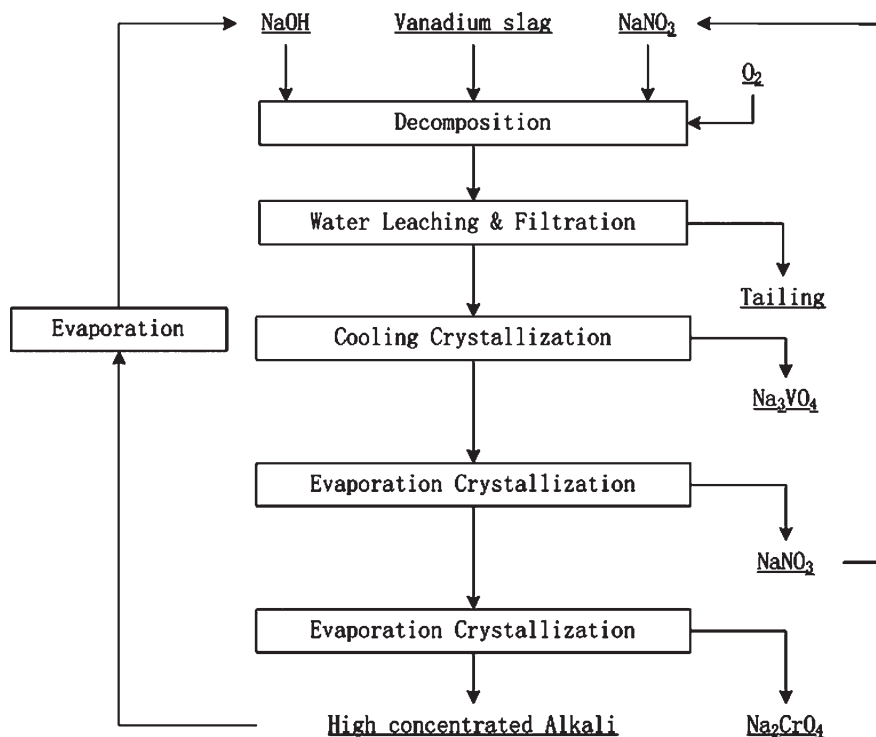 NaOH Vanadium slag NaNO₃
O₂
Decomposition
Water Leaching & Filtration
Tailing
Evaporation
Cooling Crystallization
Na₃VO₄
Evaporation Crystallization
NaNO₃
Evaporation Crystallization
High concentrated Alkali Na₂CrO₄